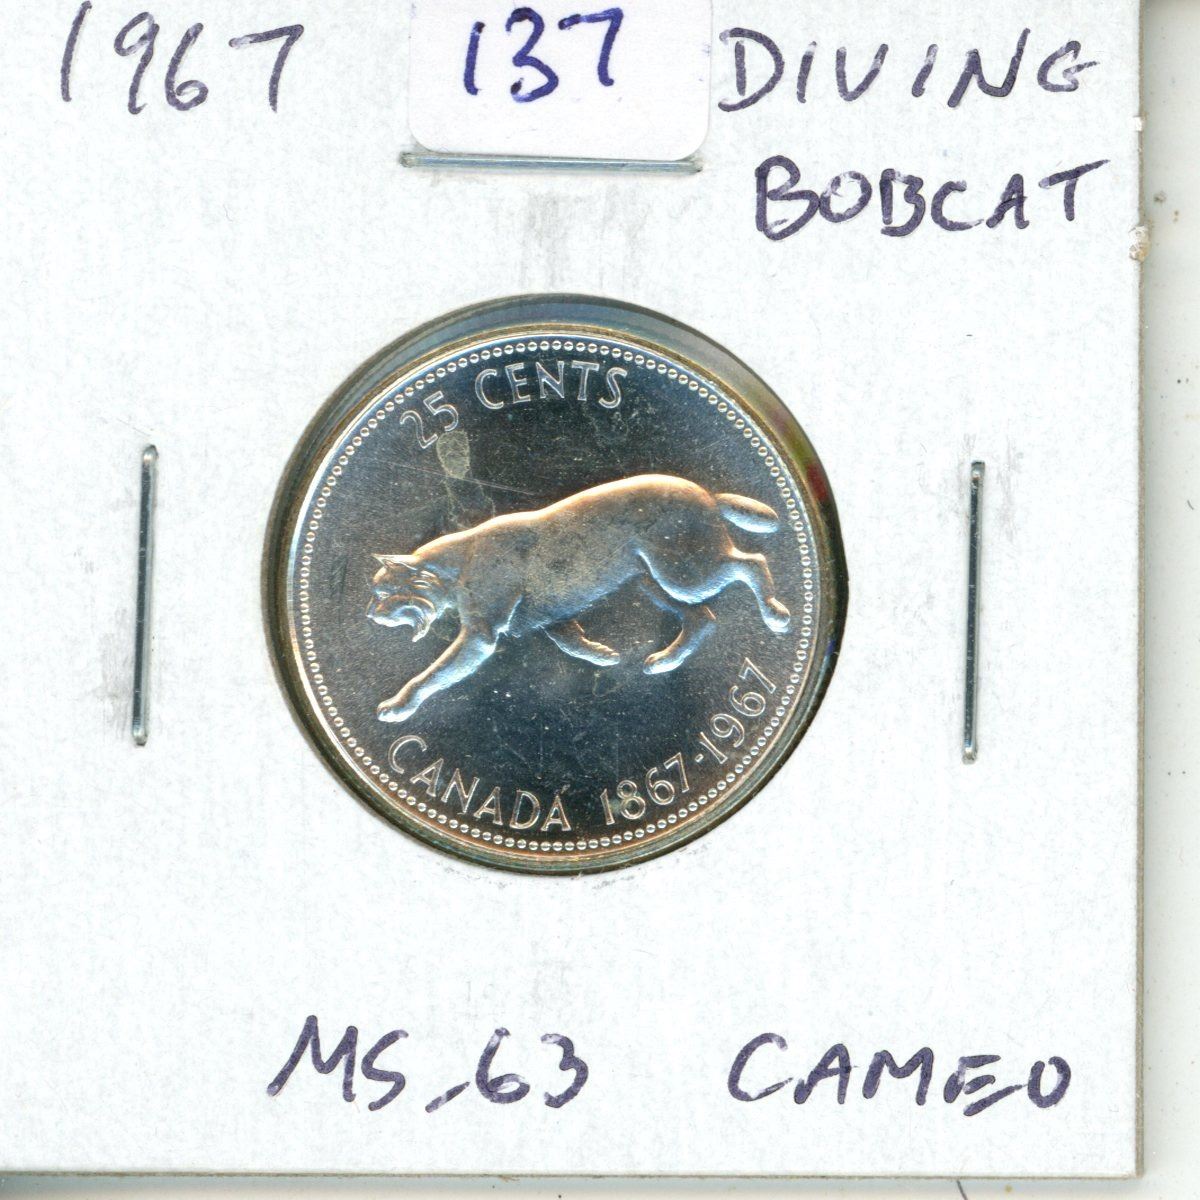 1967 137 DIVING
BOBCAT
25 CENTS
CANADA 1867-1967
MS-63 CAMEO